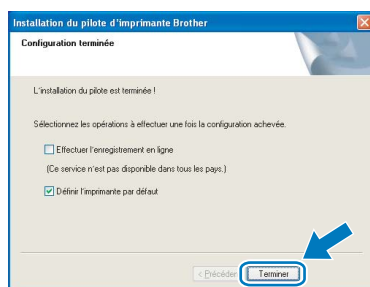 Installation du pilote d'imprimante Brother
Configuration terminée
L'installation du pilote est terminée !
Sélectionnez les opérations à effectuer une fois la configuration achevée.
Effectuer l'enregistrement en ligne
(Ce service n'est pas disponible dans tous les pays.)
Définir l'imprimante par défaut
< Précéden
Terminer